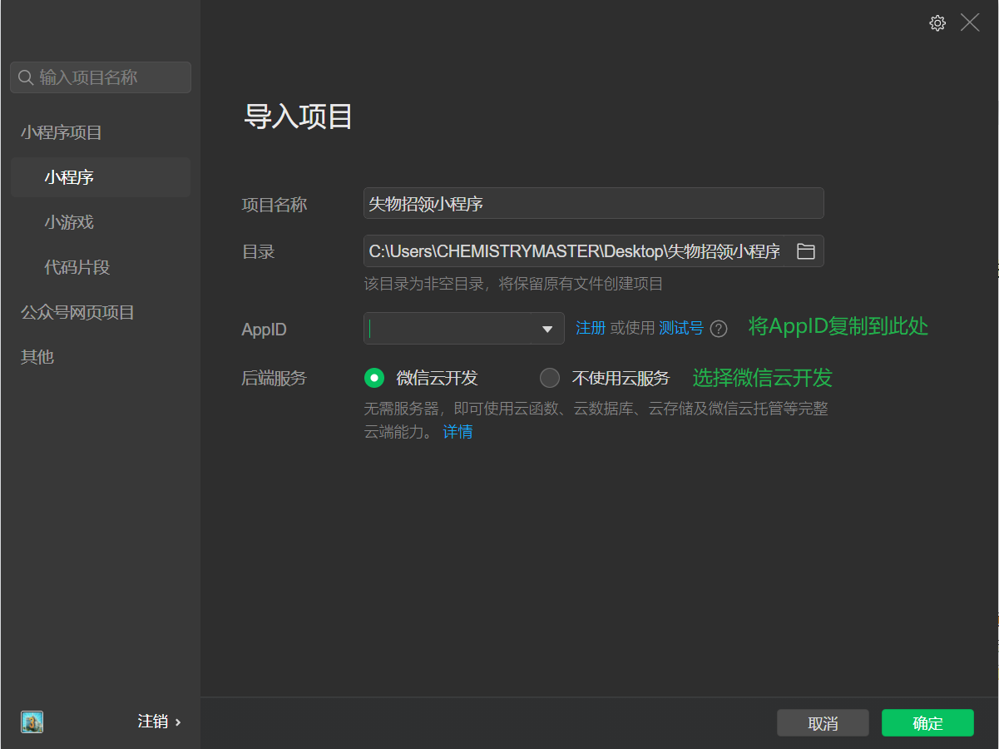 输入项目名称
小程序项目
小程序
小游戏
代码片段
公众号网页项目
其他
注销
导入项目
项目名称 失物招领小程序
目录 C:\Users\CHEMISTRYMASTER\Desktop\失物招领小程序
该目录为非空目录，将保留原有文件创建项目
AppID 注册 或使用 测试号 ? 将AppID复制到此处
后端服务 微信云开发 不使用云服务 选择微信云开发
无需服务器，即可使用云函数、云数据库、云存储及微信云托管等完整
云端能力。 详情
取消 确定